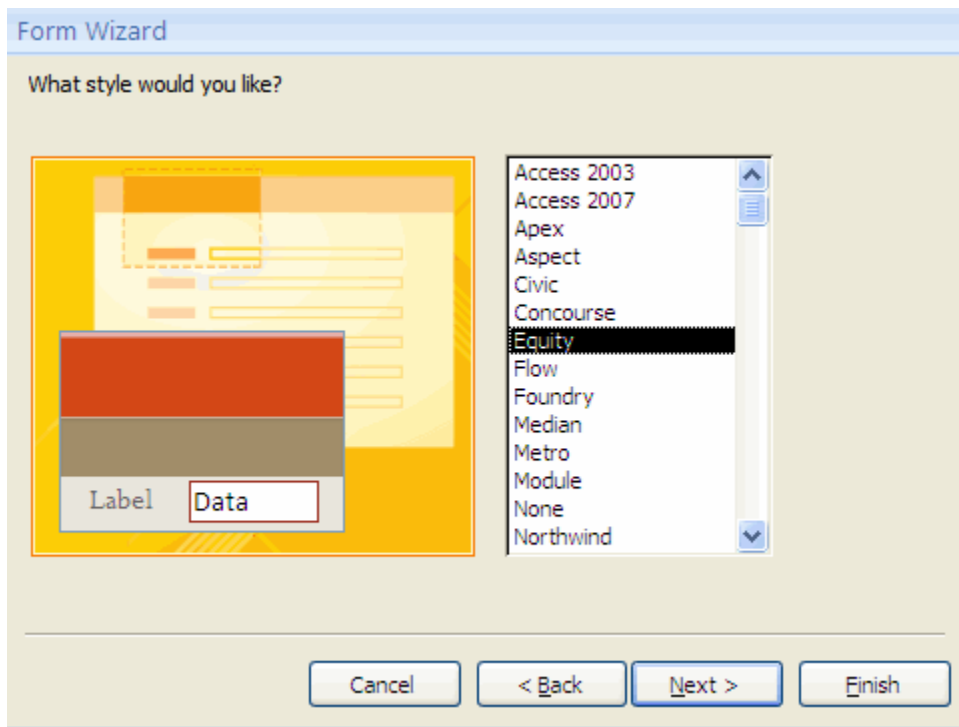 Form Wizard
What style would you like?
Label Data
Access 2003
Access 2007
Apex
Aspect
Civic
Concourse
Equity
Flow
Foundry
Median
Metro
Module
None
Northwind
Cancel < Back Next > Finish